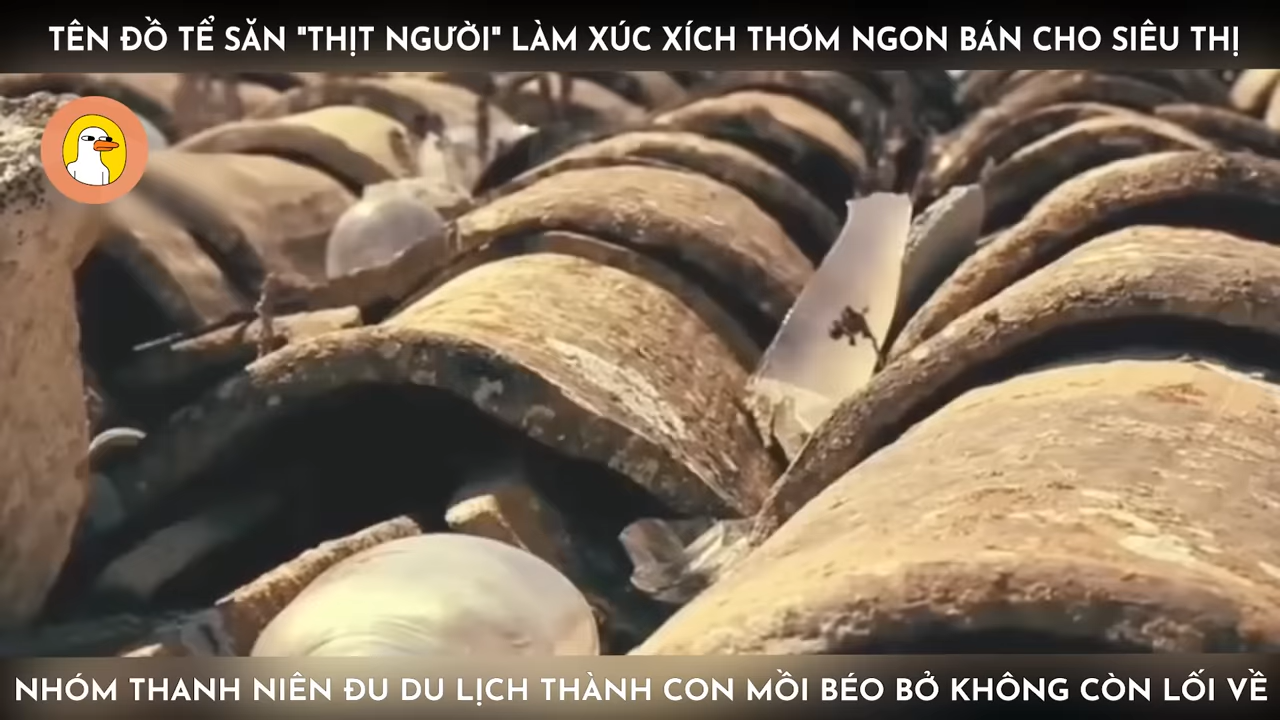 TÊN ĐỒ TỂ SĂN "THỊT NGƯỜI" LÀM XÚC XÍCH THƠM NGON BÁN CHO SIÊU THỊ
NHÓM THANH NIÊN ĐU DU LỊCH THÀNH CON MỒI BÉO BỞ KHÔNG CÒN LỐI VỀ